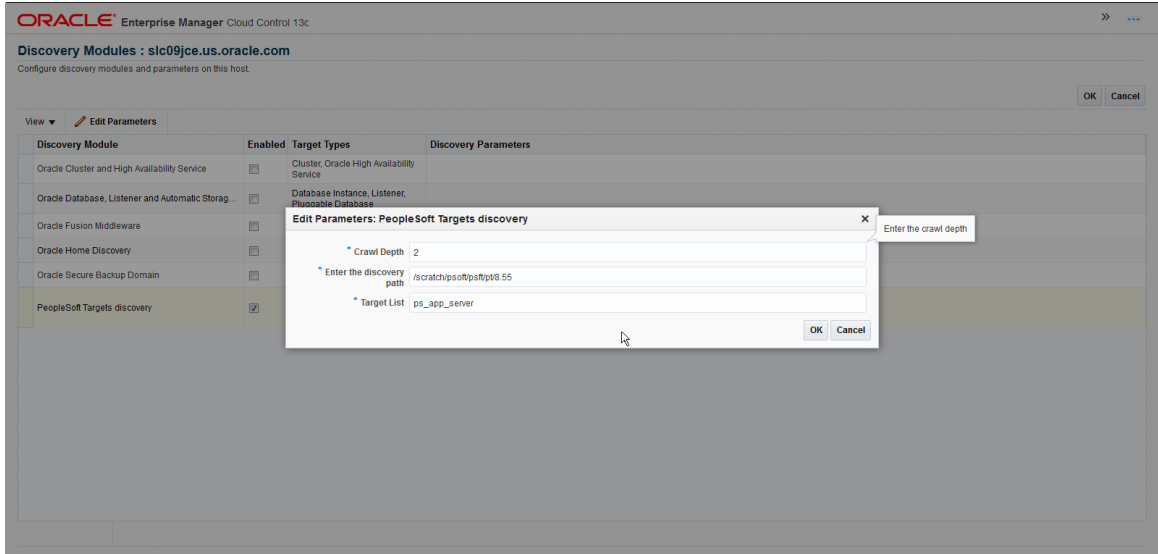 ORACLE Enterprise Manager Cloud Control 13c
Discovery Modules : slc09jce.us.oracle.com
Configure discovery modules and parameters on this host.
OK Cancel
View Edit Parameters
Discovery Module Enabled Target Types Discovery Parameters
Oracle Cluster and High Availability Service Cluster, Oracle High Availability
Service
Oracle Database, Listener and Automatic Storag... Database Instance, Listener,
Pluggable Database
Oracle Fusion Middleware
Oracle Home Discovery
Oracle Secure Backup Domain
PeopleSoft Targets discovery
Edit Parameters: PeopleSoft Targets discovery
Enter the crawl depth
* Crawl Depth 2
* Enter the discovery
path /scratch/psoft/psft/pt/8.55
* Target List ps_app_server
OK Cancel